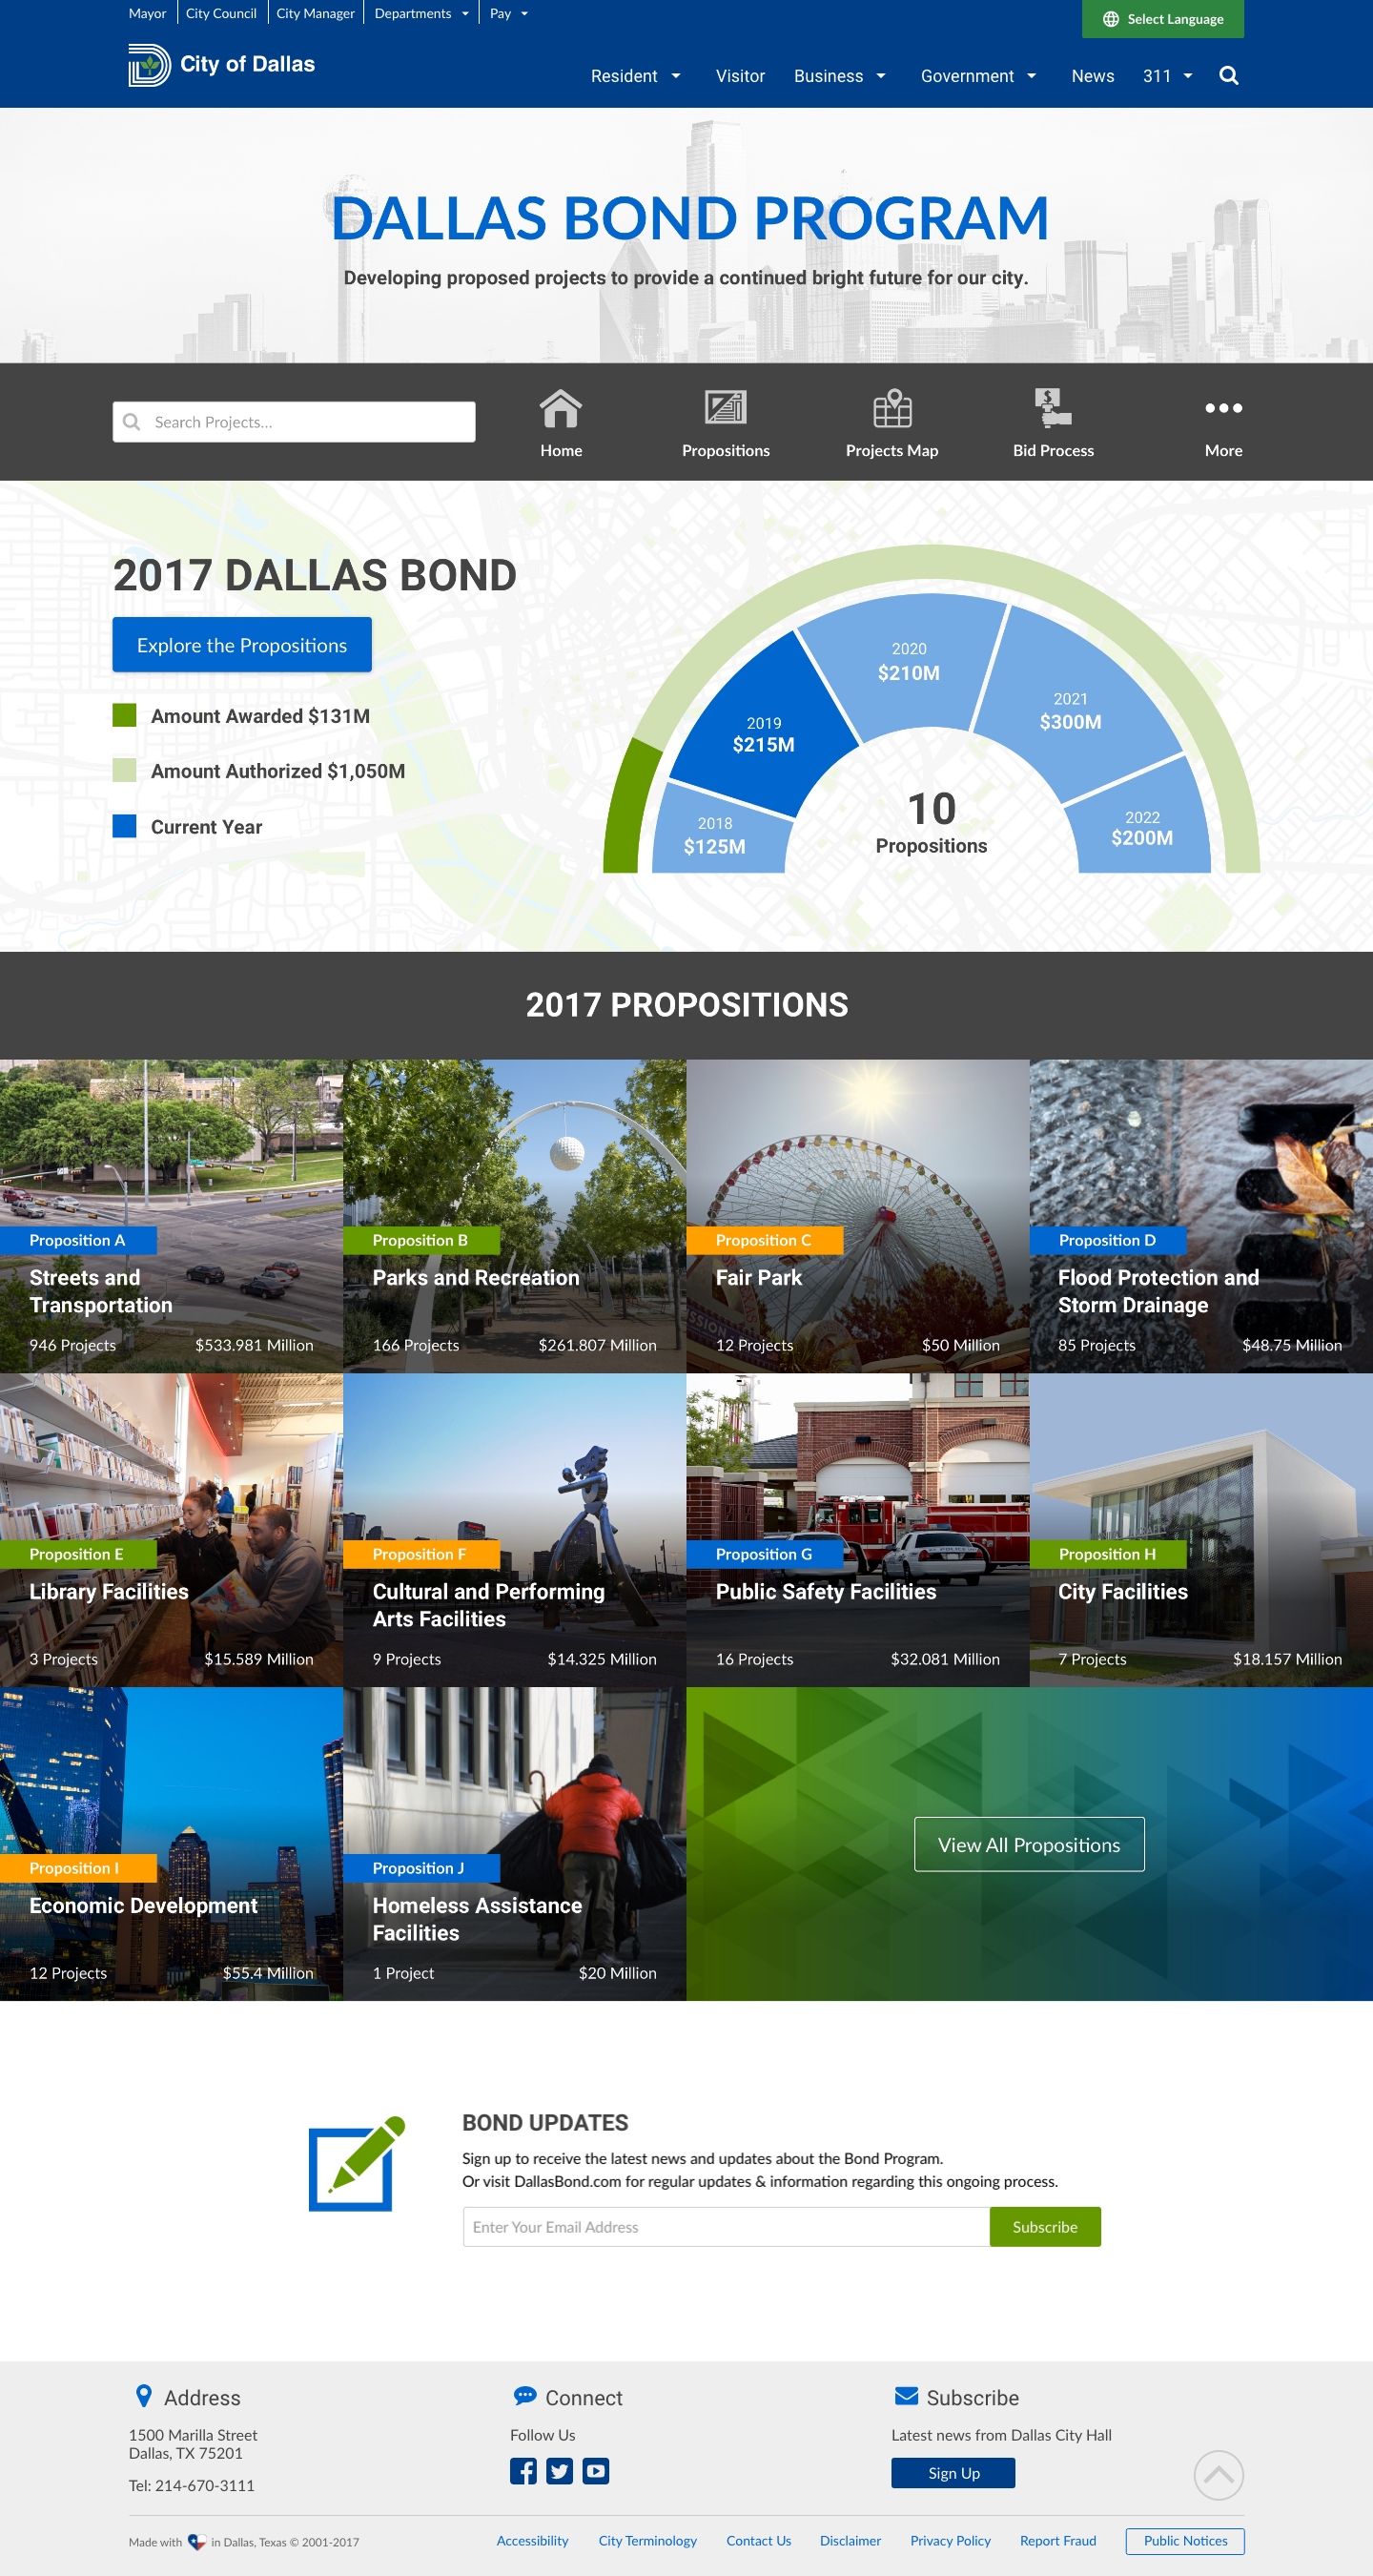 Mayor
City Council
City Manager
Departments
Pay
Select Language
City of Dallas
Resident
Visitor
Business
Government
News
311
DALLAS BOND PROGRAM
Developing proposed projects to provide a continued bright future for our city.
Search Projects...
Home
Propositions
Projects Map
Bid Process
More
2017 DALLAS BOND
Explore the Propositions
Amount Awarded $131M
Amount Authorized $1,050M
Current Year
2018
$125M
2019
$215M
2020
$210M
2021
$300M
2022
$200M
10
Propositions
2017 PROPOSITIONS
Proposition A
Streets and
Transportation
946 Projects
$533.981 Million
Proposition B
Parks and Recreation
166 Projects
$261.807 Million
Proposition C
Fair Park
12 Projects
$50 Million
Proposition D
Flood Protection and
Storm Drainage
85 Projects
$48.75 Million
Proposition E
Library Facilities
3 Projects
$15.589 Million
Proposition F
Cultural and Performing
Arts Facilities
9 Projects
$14.325 Million
Proposition G
Public Safety Facilities
16 Projects
$32.081 Million
Proposition H
City Facilities
7 Projects
$18.157 Million
Proposition I
Economic Development
12 Projects
$55.4 Million
Proposition J
Homeless Assistance
Facilities
1 Project
$20 Million
View All Propositions
BOND UPDATES
Sign up to receive the latest news and updates about the Bond Program.
Or visit DallasBond.com for regular updates & information regarding this ongoing process.
Enter Your Email Address
Subscribe
Address
1500 Marilla Street
Dallas, TX 75201
Tel: 214-670-3111
Connect
Follow Us
Subscribe
Latest news from Dallas City Hall
Sign Up
Made with in Dallas, Texas © 2001-2017
Accessibility
City Terminology
Contact Us
Disclaimer
Privacy Policy
Report Fraud
Public Notices